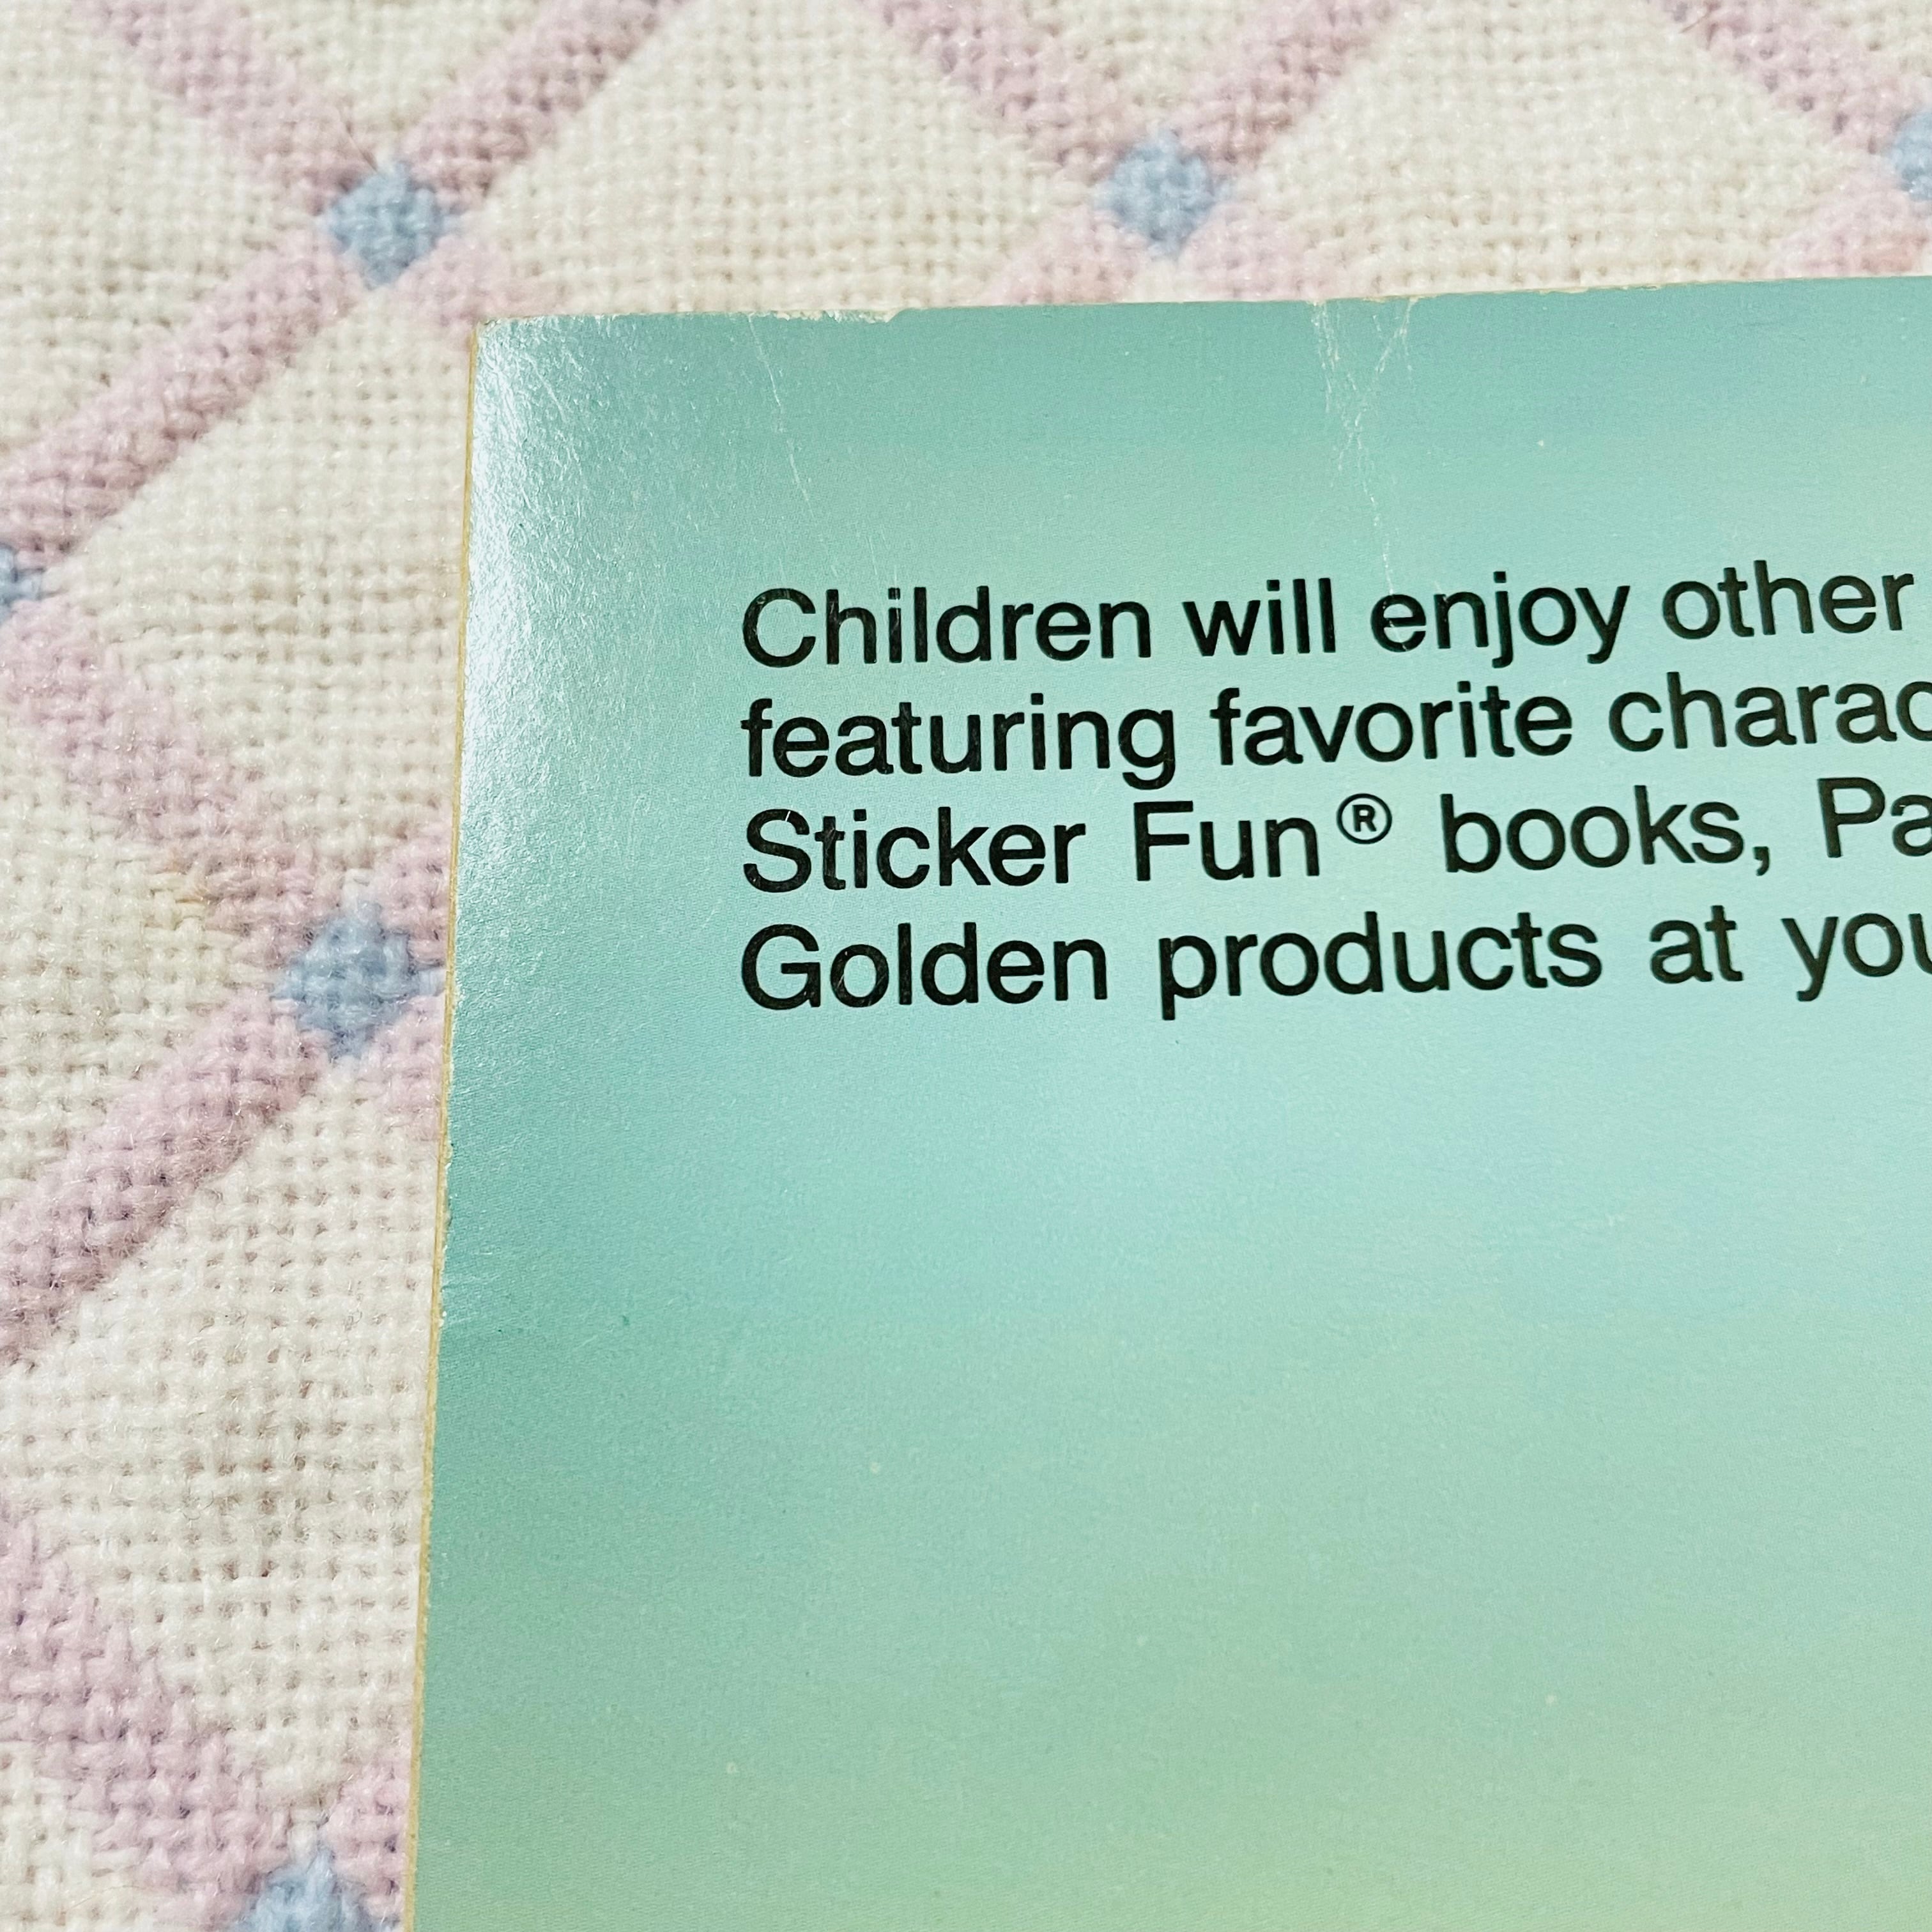 Children will enjoy other
featuring favorite charac
Sticker Fun® books, Pa
Golden products at you